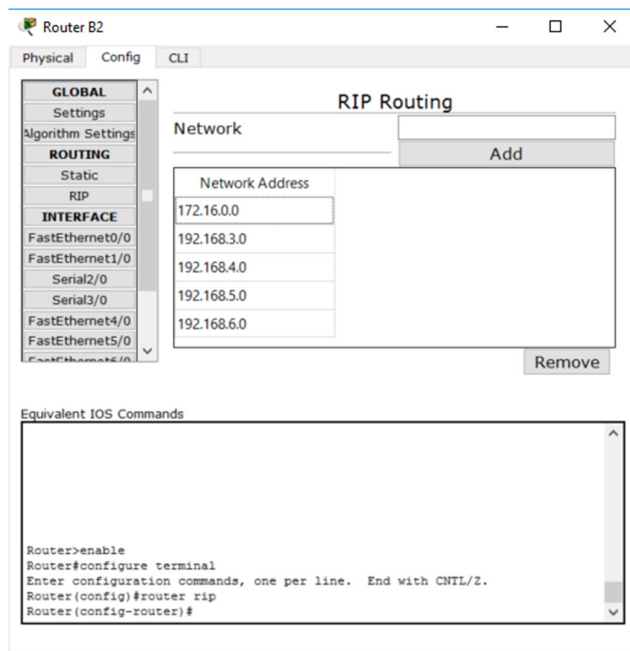 Router B2
Physical Config CLI
GLOBAL
Settings
Algorithm Settings
ROUTING
Static
RIP
INTERFACE
FastEthernet0/0
FastEthernet1/0
Serial2/0
Serial3/0
FastEthernet4/0
FastEthernet5/0
FastEthernet6/0
RIP Routing
Network
Add
Network Address
172.16.0.0
192.168.3.0
192.168.4.0
192.168.5.0
192.168.6.0
Remove
Equivalent IOS Commands
Router>enable
Router#configure terminal
Enter configuration commands, one per line. End with CNTL/Z.
Router(config)#router rip
Router(config-router)#